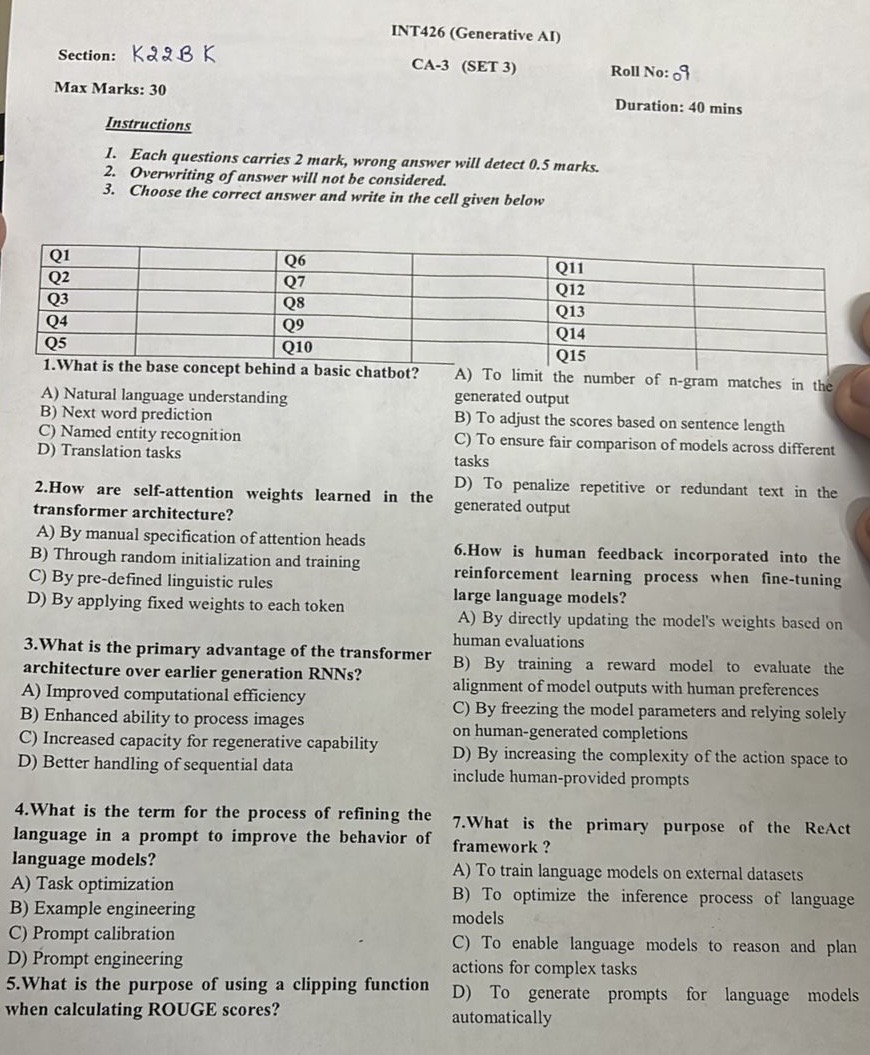 INT426 (Generative AI)
Section: K22BK
CA-3 (SET 3)
Roll No: 09
Max Marks: 30
Duration: 40 mins
Instructions
1. Each questions carries 2 mark, wrong answer will detect 0.5 marks.
2. Overwriting of answer will not be considered.
3. Choose the correct answer and write in the cell given below
Q1 Q6 Q11
Q2 Q7 Q12
Q3 Q8 Q13
Q4 Q9 Q14
Q5 Q10 Q15
1.What is the base concept behind a basic chatbot?
A) Natural language understanding
B) Next word prediction
C) Named entity recognition
D) Translation tasks
2.How are self-attention weights learned in the
transformer architecture?
A) By manual specification of attention heads
B) Through random initialization and training
C) By pre-defined linguistic rules
D) By applying fixed weights to each token
3.What is the primary advantage of the transformer
architecture over earlier generation RNNs?
A) Improved computational efficiency
B) Enhanced ability to process images
C) Increased capacity for regenerative capability
D) Better handling of sequential data
4.What is the term for the process of refining the
language in a prompt to improve the behavior of
language models?
A) Task optimization
B) Example engineering
C) Prompt calibration
D) Prompt engineering
5.What is the purpose of using a clipping function
when calculating ROUGE scores?
A) To limit the number of n-gram matches in the
generated output
B) To adjust the scores based on sentence length
C) To ensure fair comparison of models across different
tasks
D) To penalize repetitive or redundant text in the
generated output
6.How is human feedback incorporated into the
reinforcement learning process when fine-tuning
large language models?
A) By directly updating the model's weights based on
human evaluations
B) By training a reward model to evaluate the
alignment of model outputs with human preferences
C) By freezing the model parameters and relying solely
on human-generated completions
D) By increasing the complexity of the action space to
include human-provided prompts
7.What is the primary purpose of the ReAct
framework ?
A) To train language models on external datasets
B) To optimize the inference process of language
models
C) To enable language models to reason and plan
actions for complex tasks
D) To generate prompts for language models
automatically